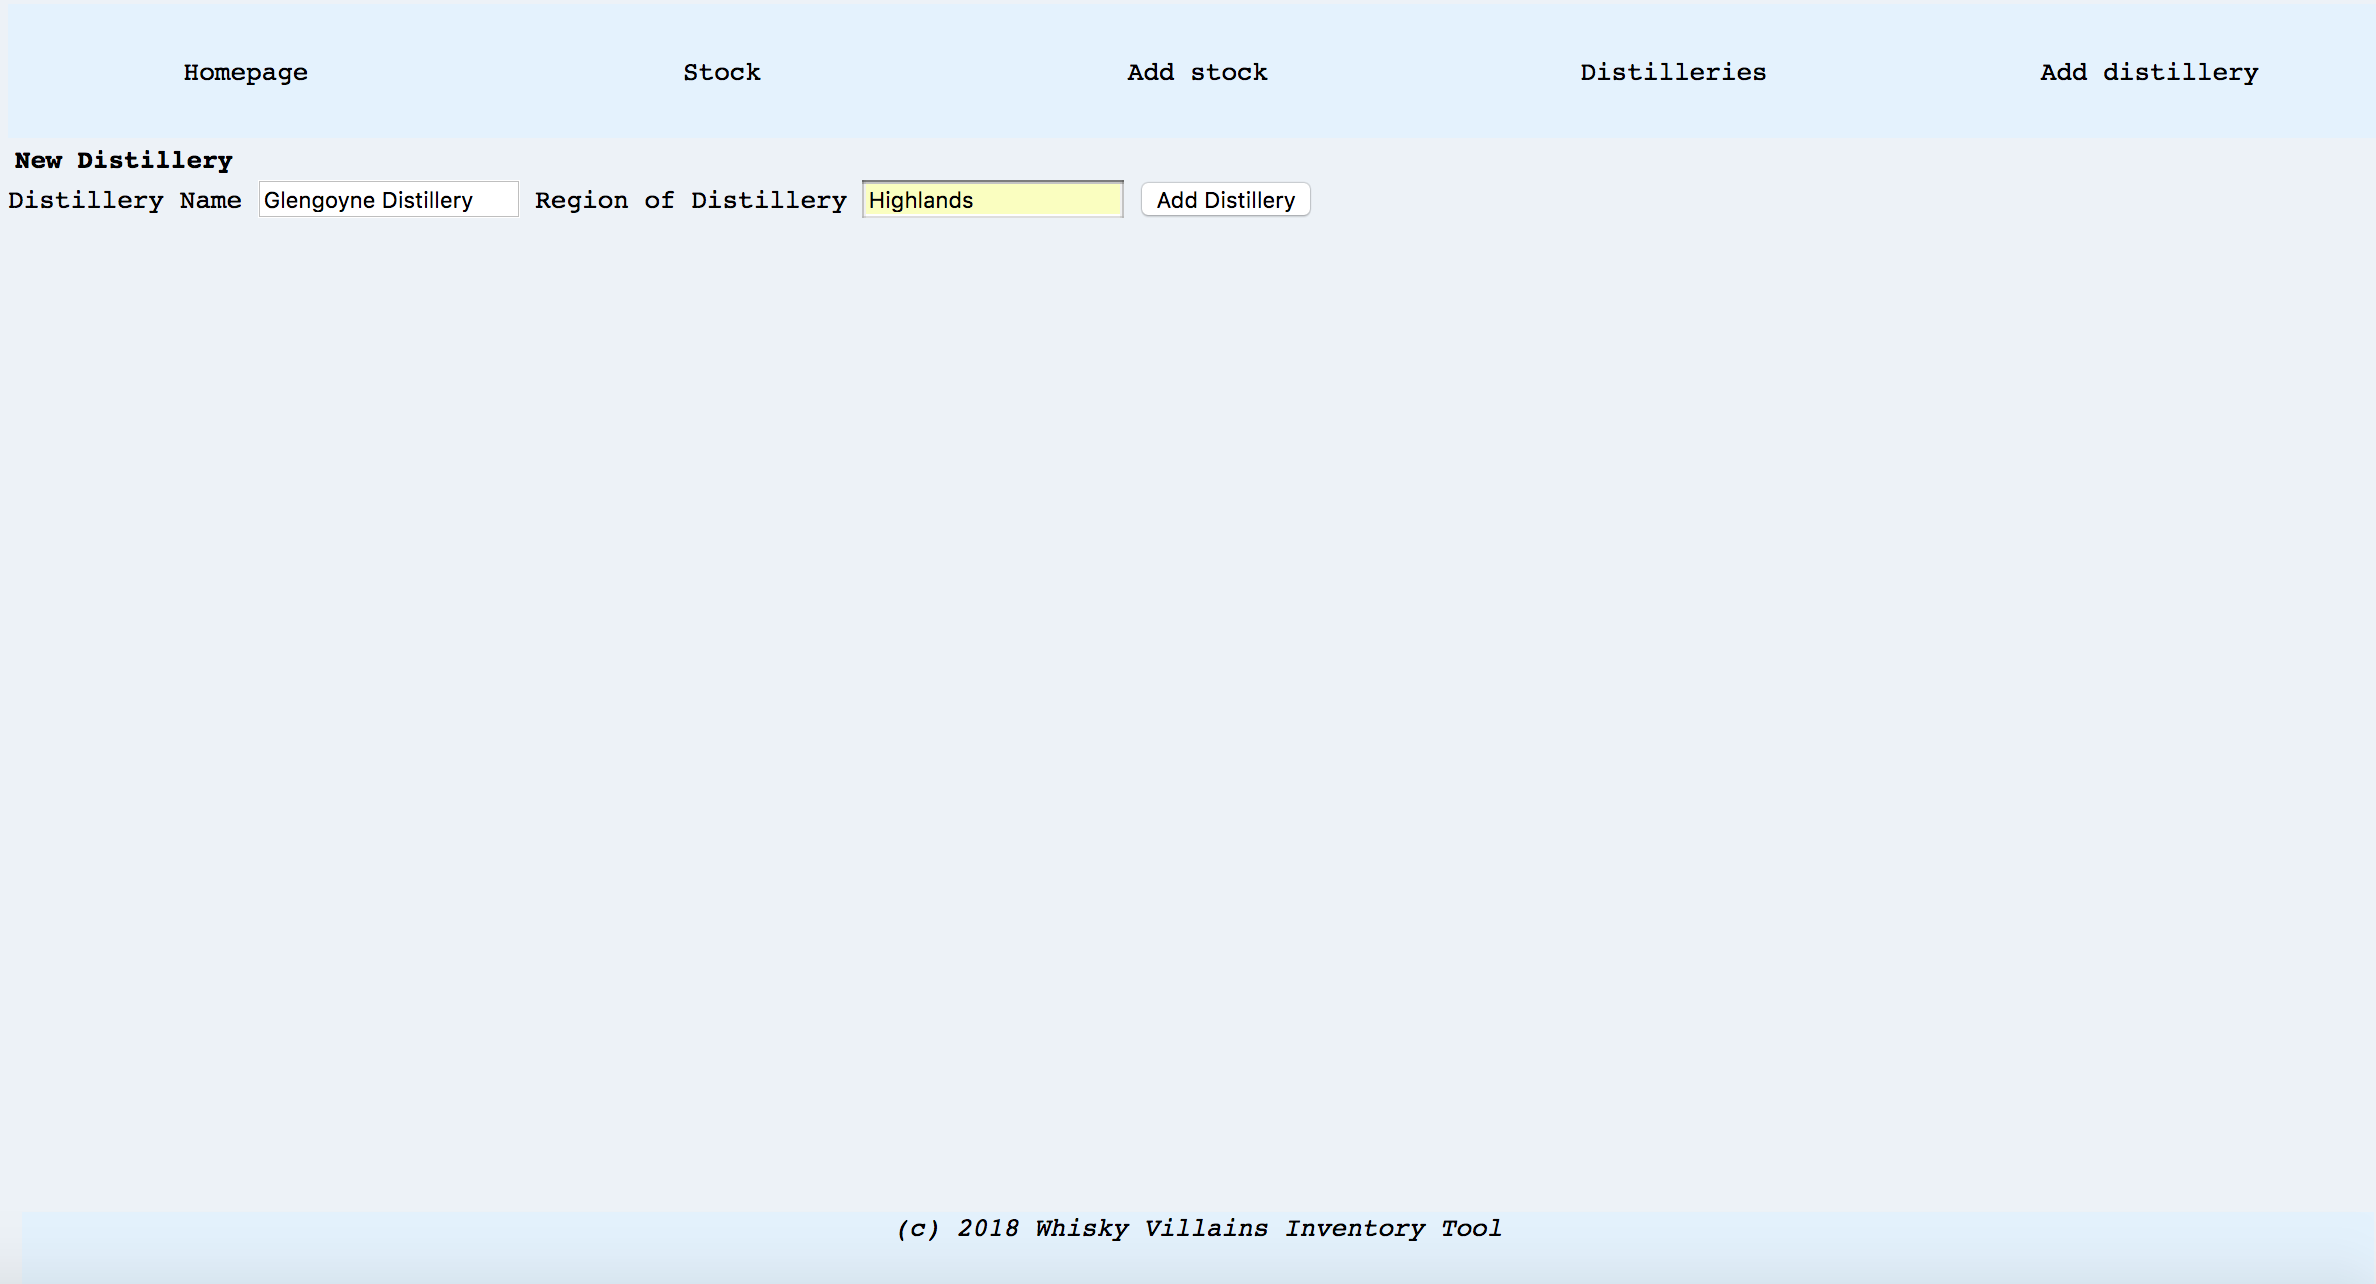 Homepage Stock Add stock Distilleries Add distillery
New Distillery
Distillery Name Glengoyne Distillery Region of Distillery Highlands Add Distillery
(c) 2018 Whisky Villains Inventory Tool